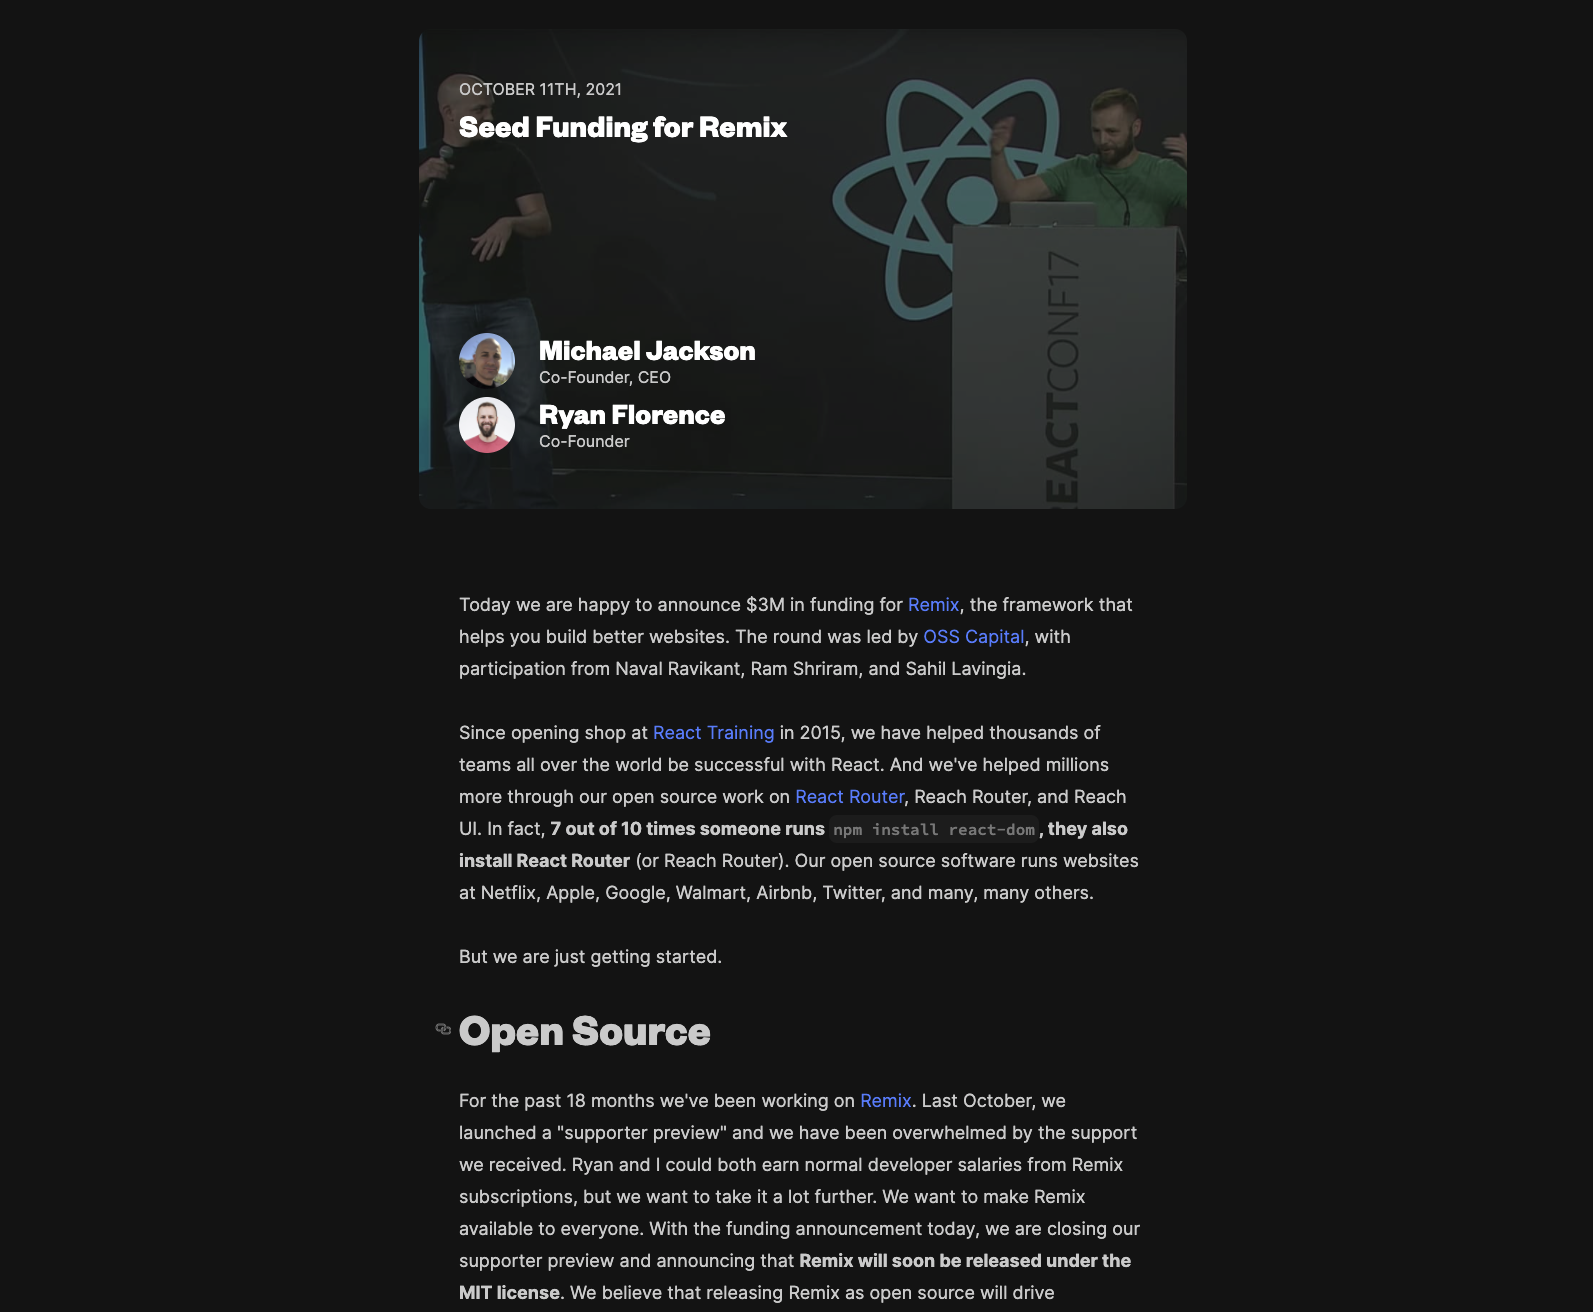 OCTOBER 11TH, 2021
Seed Funding for Remix
REACTCONF17
Michael Jackson
Co-Founder, CEO
Ryan Florence
Co-Founder
Today we are happy to announce $3M in funding for Remix, the framework that
helps you build better websites. The round was led by OSS Capital, with
participation from Naval Ravikant, Ram Shriram, and Sahil Lavingia.
Since opening shop at React Training in 2015, we have helped thousands of
teams all over the world be successful with React. And we've helped millions
more through our open source work on React Router, Reach Router, and Reach
UI. In fact, 7 out of 10 times someone runs npm install react-dom, they also
install React Router (or Reach Router). Our open source software runs websites
at Netflix, Apple, Google, Walmart, Airbnb, Twitter, and many, many others.
But we are just getting started.
Open Source
For the past 18 months we've been working on Remix. Last October, we
launched a "supporter preview" and we have been overwhelmed by the support
we received. Ryan and I could both earn normal developer salaries from Remix
subscriptions, but we want to take it a lot further. We want to make Remix
available to everyone. With the funding announcement today, we are closing our
supporter preview and announcing that Remix will soon be released under the
MIT license. We believe that releasing Remix as open source will drive